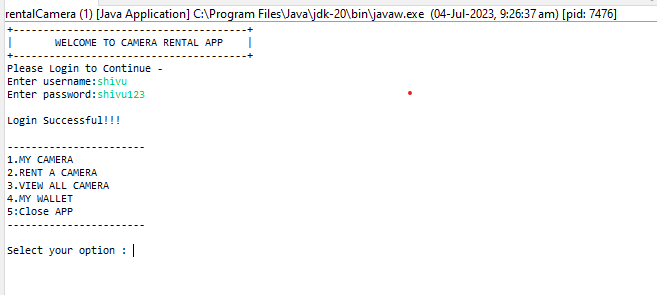 rentalCamera (1) [Java Application] C:\Program Files\Java\jdk-20\bin\javaw.exe (04-Jul-2023, 9:26:37 am) [pid: 7476]
+---------------------------------------+
|       WELCOME TO CAMERA RENTAL APP    |
+---------------------------------------+
Please Login to Continue -
Enter username:shivu
Enter password:shivu123
Login Successful!!!
-----------------------
1.MY CAMERA
2.RENT A CAMERA
3.VIEW ALL CAMERA
4.MY WALLET
5:Close APP
-----------------------
Select your option :